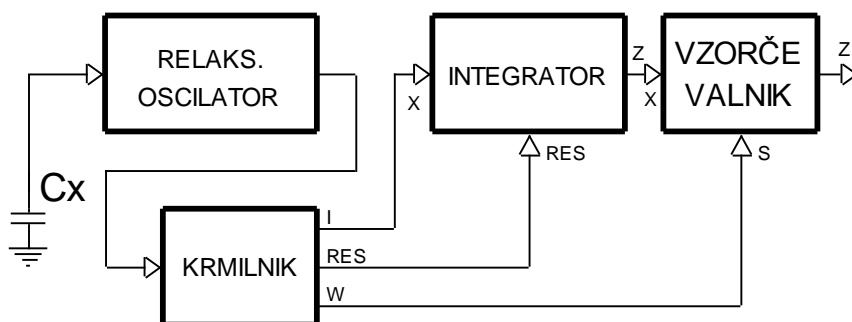 RELAKS.
OSCILATOR
Cx
KRMILNIK
I
RES
W
X
INTEGRATOR
Z
RES
X
VZORČE
VALNIK
Z
S